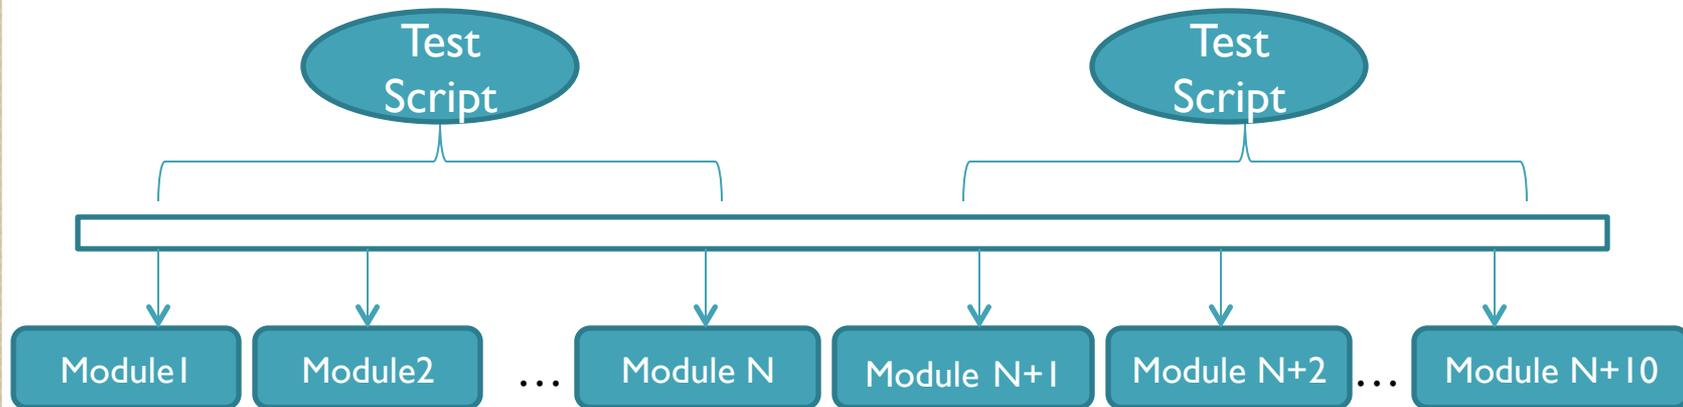 Test
Script
Test
Script
Module1
Module2
...
Module N
Module N+1
Module N+2
...
Module N+10